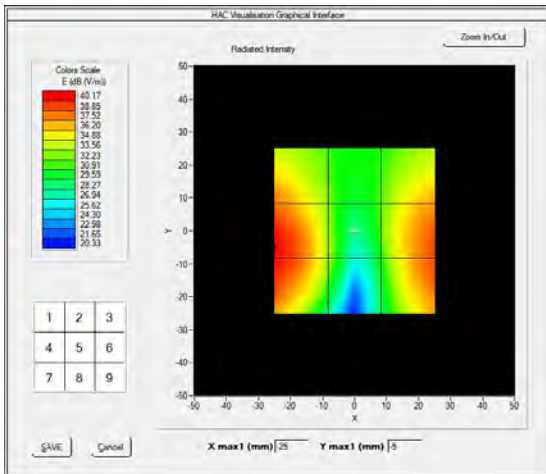 HAC Visualisation Graphical Interface
Zoom In/Out
Radiated Intensity
Colors Scale
E (dB (V/m))
40.17
38.85
37.52
36.20
34.88
33.56
32.23
30.91
29.59
28.27
26.94
25.62
24.30
22.98
21.65
20.33
50
40
30
20
10
0
-10
-20
-30
-40
-50
Y
-50 -40 -30 -20 -10 0 10 20 30 40 50
X
1 2 3
4 5 6
7 8 9
SAVE
Cancel
X max1 (mm) -25 Y max1 (mm) -5